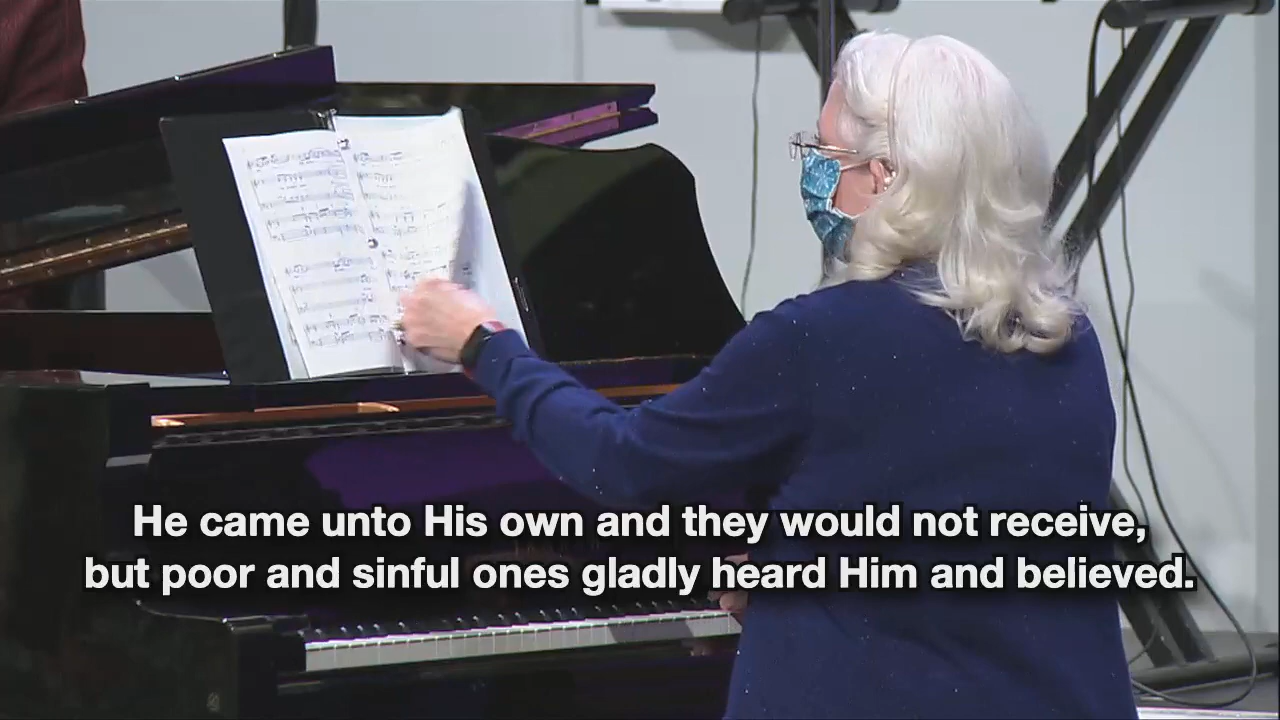 He came unto His own and they would not receive,
but poor and sinful ones gladly heard Him and believed.